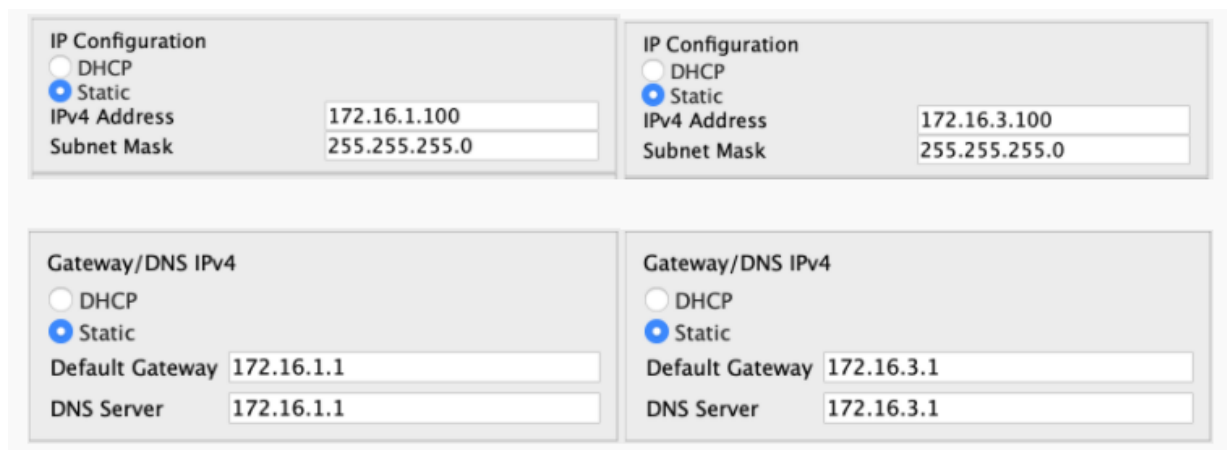 IP Configuration
DHCP
Static
IPv4 Address 172.16.1.100
Subnet Mask 255.255.255.0
IP Configuration
DHCP
Static
IPv4 Address 172.16.3.100
Subnet Mask 255.255.255.0
Gateway/DNS IPv4
DHCP
Static
Default Gateway 172.16.1.1
DNS Server 172.16.1.1
Gateway/DNS IPv4
DHCP
Static
Default Gateway 172.16.3.1
DNS Server 172.16.3.1